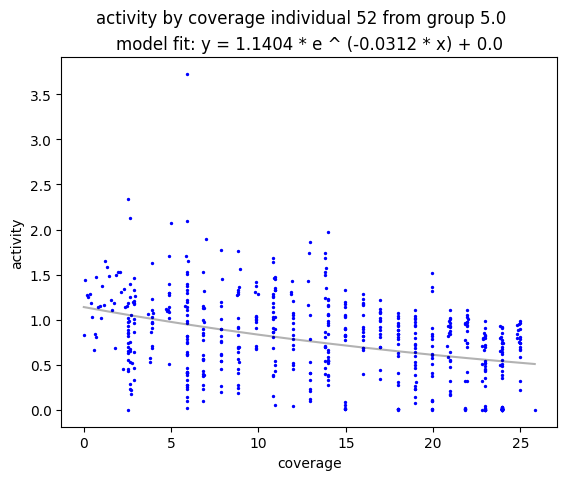 activity by coverage individual 52 from group 5.0
model fit: y = 1.1404 * e ^ (-0.0312 * x) + 0.0
3.5
3.0
2.5
2.0
1.5
1.0
0.5
0.0
activity
0 5 10 15 20 25
coverage